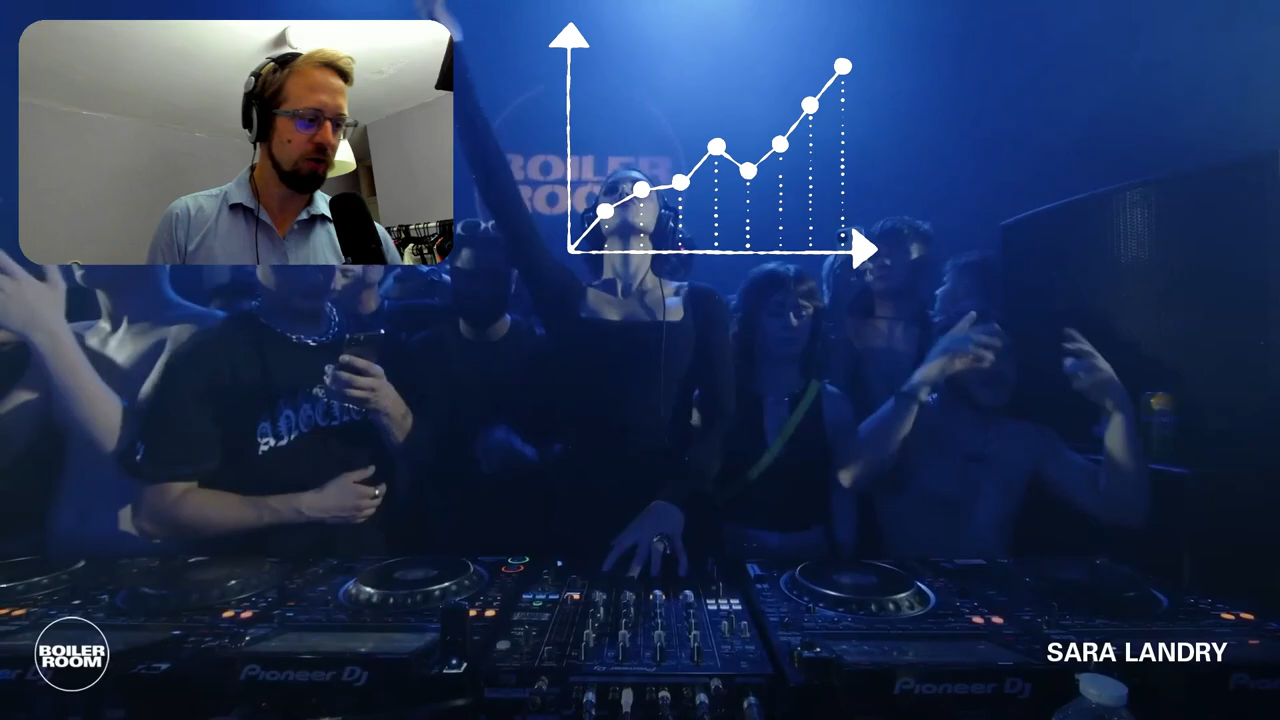 BOILER
ROOM
BOILER
ROOM
Pioneer Dj
Pioneer Dj
SARA LANDRY